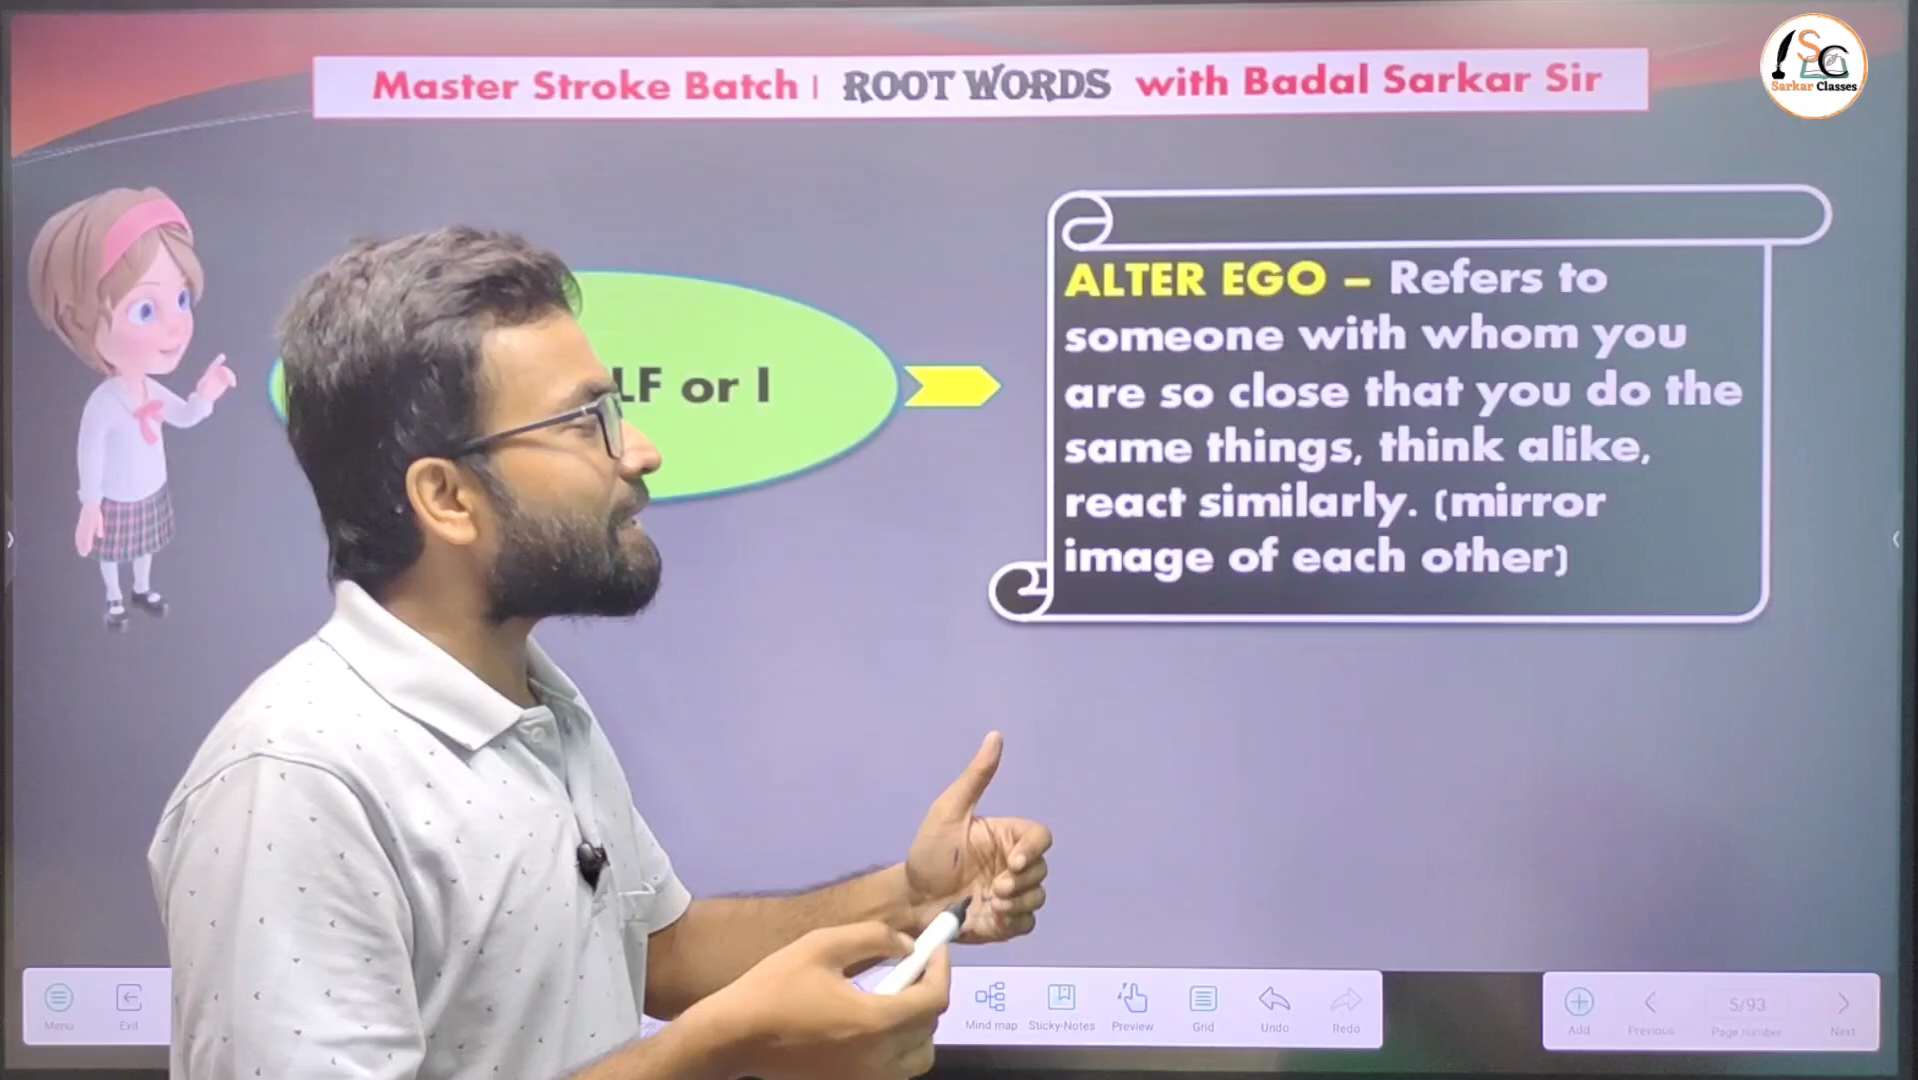 Master Stroke Batch | ROOT WORDS with Badal Sarkar Sir
SC
Sarkar Classes
LF or I
ALTER EGO – Refers to
someone with whom you
are so close that you do the
same things, think alike,
react similarly. (mirror
image of each other)
Menu Exit Mind map Sticky-Notes Preview Grid Undo Redo Add Previous 5/93 Page number Next